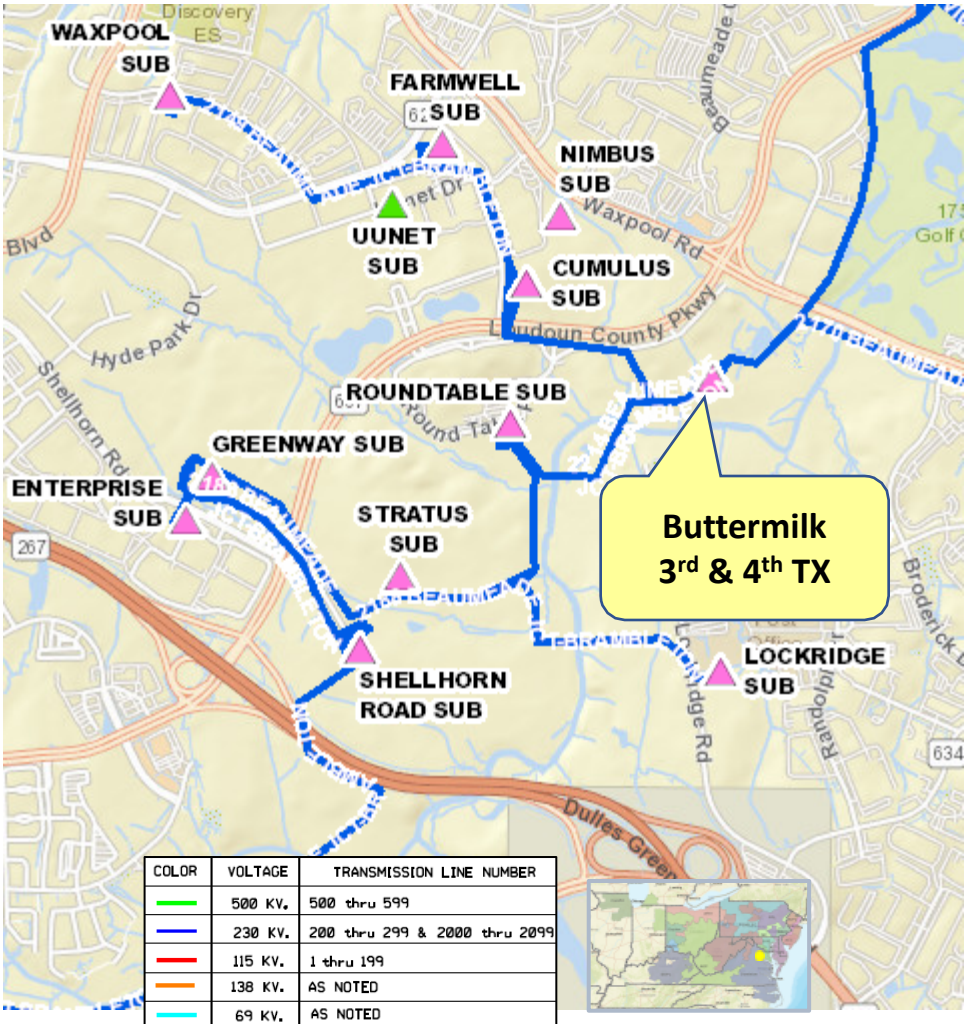 Discovery
ES
WAXPOOL
SUB
FARMWELL
SUB
NIMBUS
SUB
Waxpool Rd
UUNET
SUB
CUMULUS
SUB
Blvd
Hyde Park Dr
Loudoun County Pkwy
Beaumeade
Golf
Shellhorn Rd
ROUNDTABLE SUB
Round
GREENWAY SUB
ENTERPRISE
SUB
STRATUS
SUB
267
Buttermilk
3rd & 4th TX
Broderick
LOCKRIDGE
SUB
SHELLHORN
ROAD SUB
634
Dulles Green
COLOR VOLTAGE TRANSMISSION LINE NUMBER
500 KV. 500 thru 599
230 KV. 200 thru 299 & 2000 thru 2099
115 KV. 1 thru 199
138 KV. AS NOTED
69 KV. AS NOTED